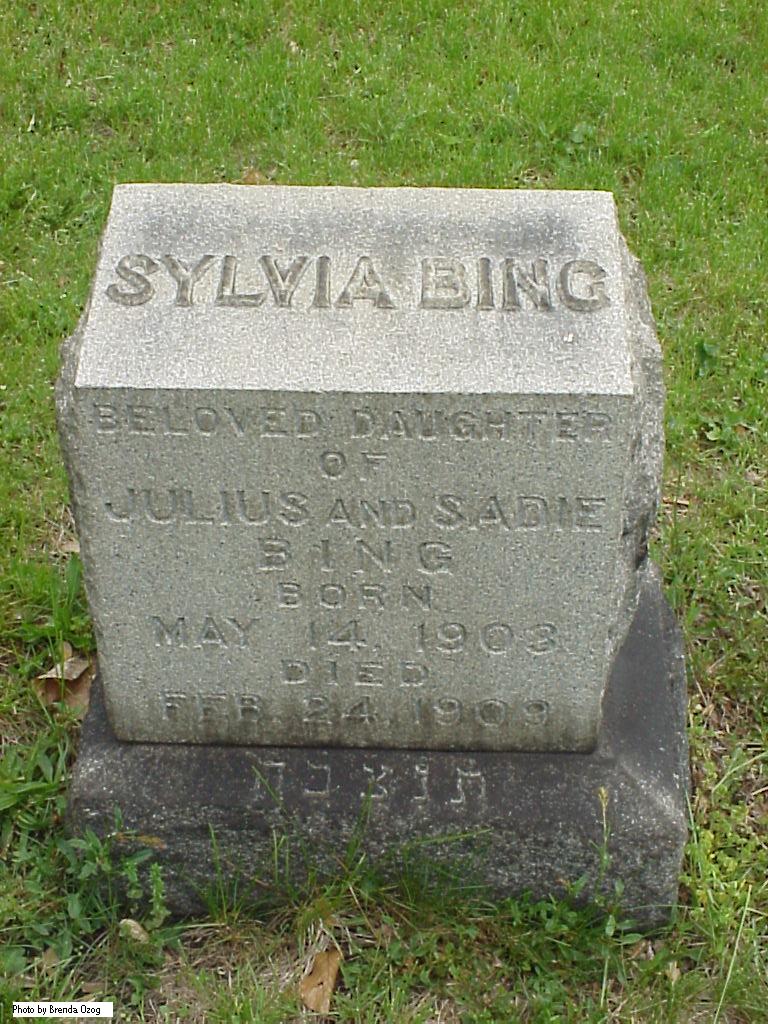 SYLVIA BING
BELOVED DAUGHTER
OF
JULIUS AND SADIE
BING
BORN
MAY 14, 1903
DIED
FEB. 24, 1909
ת נ צ ב ה
Photo by Brenda Ozog